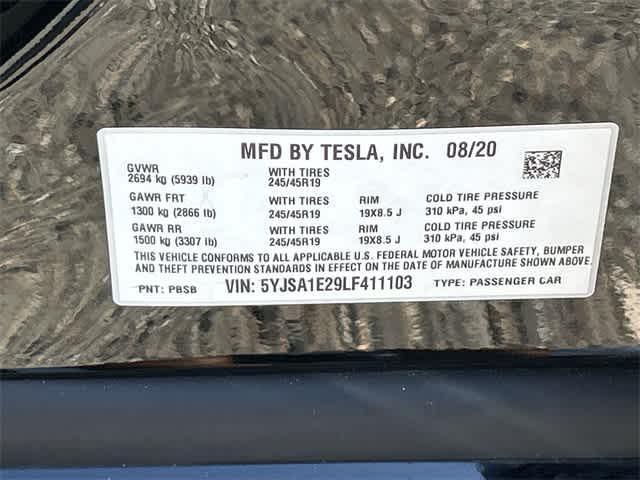 MFD BY TESLA, INC. 08/20
GVWR WITH TIRES
2694 kg (5939 lb) 245/45R19
GAWR FRT WITH TIRES RIM COLD TIRE PRESSURE
1300 kg (2866 lb) 245/45R19 19X8.5 J 310 kPa, 45 psi
GAWR RR WITH TIRES RIM COLD TIRE PRESSURE
1500 kg (3307 lb) 245/45R19 19X8.5 J 310 kPa, 45 psi
THIS VEHICLE CONFORMS TO ALL APPLICABLE U.S. FEDERAL MOTOR VEHICLE SAFETY, BUMPER
AND THEFT PREVENTION STANDARDS IN EFFECT ON THE DATE OF MANUFACTURE SHOWN ABOVE.
PNT: PBSB VIN: 5YJSA1E29LF411103 TYPE: PASSENGER CAR